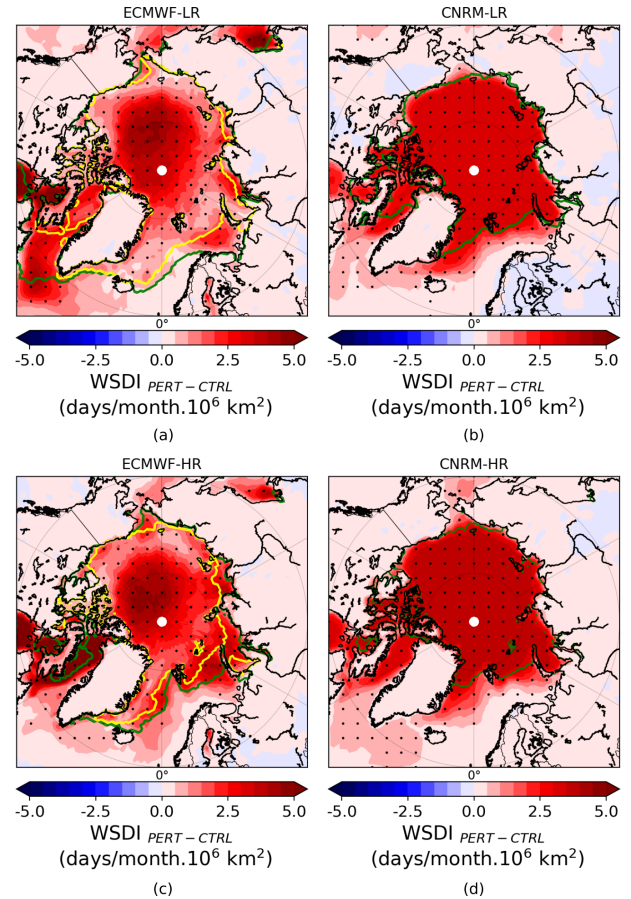 ECMWF-LR
CNRM-LR
0°
0°
-5.0 -2.5 0.0 2.5 5.0
-5.0 -2.5 0.0 2.5 5.0
WSDI PERT−CTRL
WSDI PERT−CTRL
(days/month.10⁶ km²)
(days/month.10⁶ km²)
(a)
(b)
ECMWF-HR
CNRM-HR
0°
0°
-5.0 -2.5 0.0 2.5 5.0
-5.0 -2.5 0.0 2.5 5.0
WSDI PERT−CTRL
WSDI PERT−CTRL
(days/month.10⁶ km²)
(days/month.10⁶ km²)
(c)
(d)